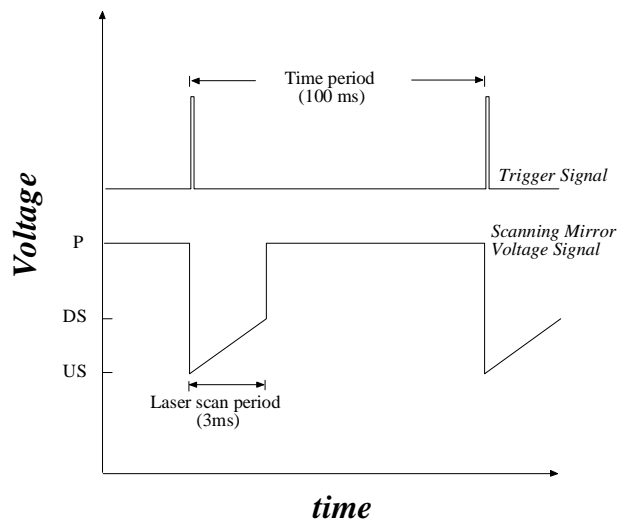 Time period
(100 ms)
Trigger Signal
Scanning Mirror
Voltage Signal
Voltage
P
DS
US
Laser scan period
(3ms)
time